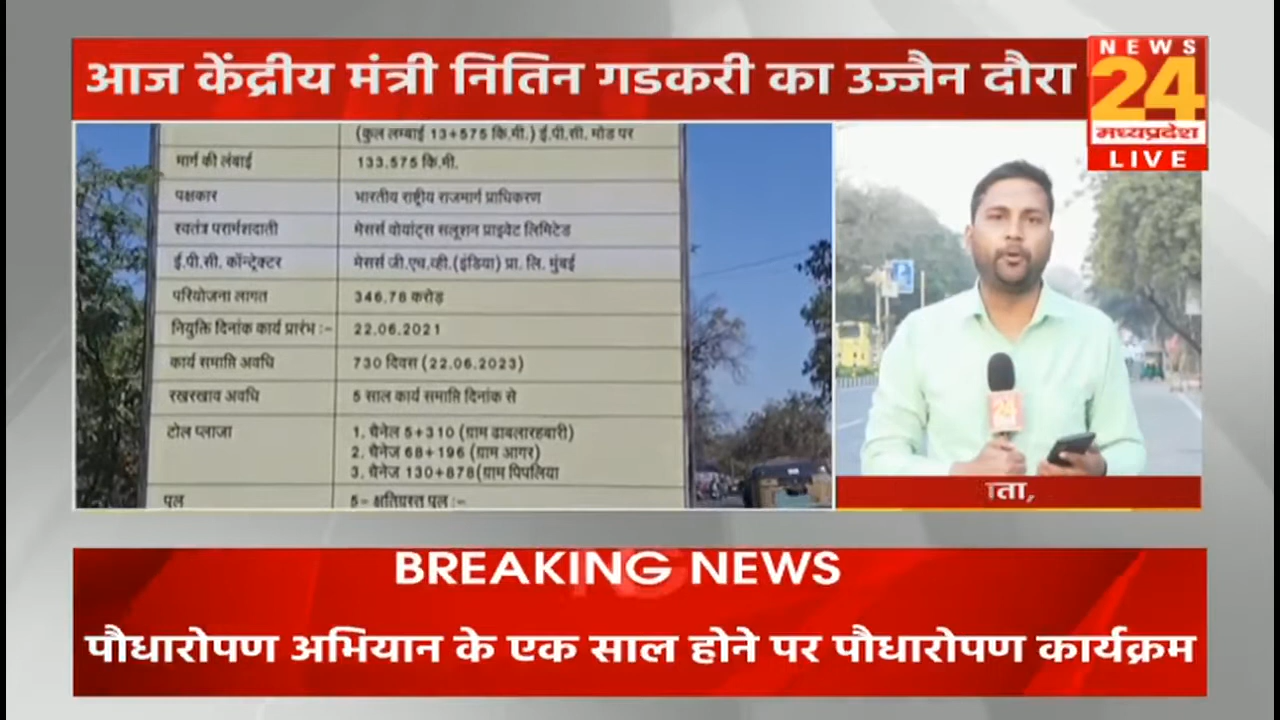 आज केंद्रीय मंत्री नितिन गडकरी का उज्जैन दौरा
NEWS
24
मध्यप्रदेश
LIVE
(कुल लम्बाई 13+575 कि.मी.) ई.पी.सी. मोड पर
मार्ग की लंबाई 133.575 कि.मी.
पक्षकार भारतीय राष्ट्रीय राजमार्ग प्राधिकरण
स्वतंत्र परार्मशदाती मेसर्स वोयांट्स सलूशन प्राइवेट लिमिटेड
ई.पी.सी. कॉन्ट्रेक्टर मेसर्स जी.एच.व्ही.(इंडिया) प्रा. लि. मुंबई
परियोजना लागत 346.78 करोड़
नियुक्ति दिनांक कार्य प्रारंभ :- 22.06.2021
कार्य समाप्ति अवधि 730 दिवस (22.06.2023)
रखरखाव अवधि 5 साल कार्य समाप्ति दिनांक से
टोल प्लाजा 1. चैनेल 5+310 (ग्राम ढाबलारहबारी)
2. चैनेज 68+196 (ग्राम आगर)
3. चैनेज 130+878(ग्राम पिपलिया
पुल 5- क्षतिग्रस्त पुल :-
ाता,
BREAKING NEWS
पौधारोपण अभियान के एक साल होने पर पौधारोपण कार्यक्रम